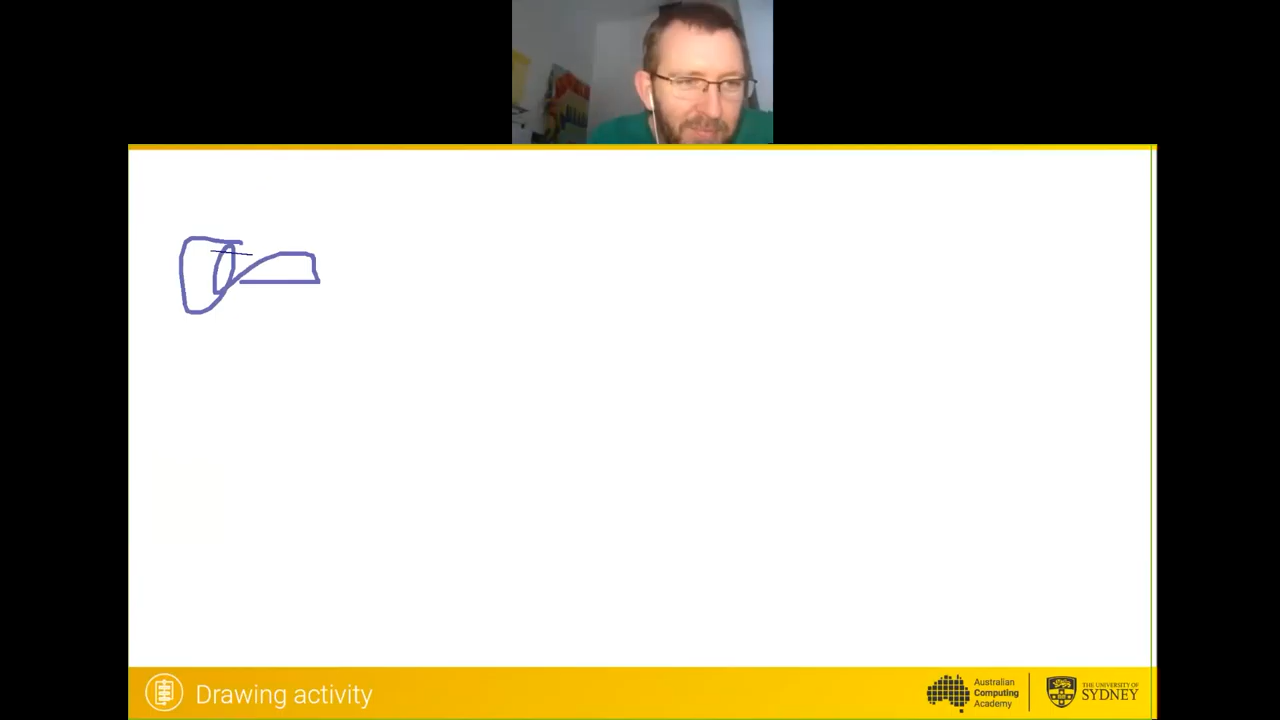 Drawing activity
Australian
Computing
Academy
THE UNIVERSITY OF
SYDNEY